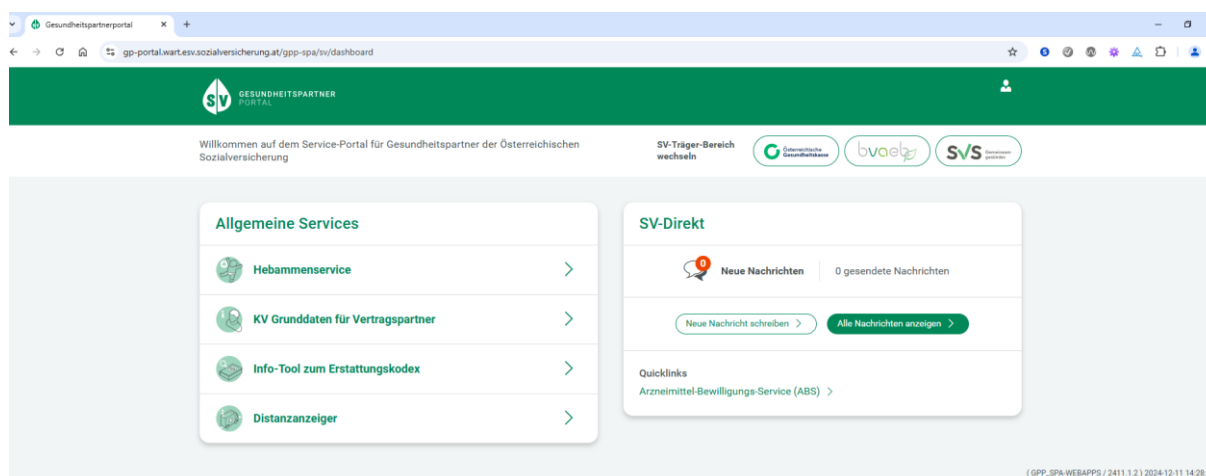 Gesundheitspartnerportal
gp-portal.wart.esv.sozialversicherung.at/gpp-spa/sv/dashboard
SV
GESUNDHEITSPARTNER
PORTAL
Willkommen auf dem Service-Portal für Gesundheitspartner der Österreichischen
Sozialversicherung
SV-Träger-Bereich
wechseln
Österreichische
Gesundheitskasse
bvaeb
SVS
Allgemeine Services
Hebammenservice
KV Grunddaten für Vertragspartner
Info-Tool zum Erstattungskodex
Distanzanzeiger
SV-Direkt
0
Neue Nachrichten
0 gesendete Nachrichten
Neue Nachricht schreiben
Alle Nachrichten anzeigen
Quicklinks
Arzneimittel-Bewilligungs-Service (ABS)
( GPP_SPA-WEBAPPS / 2411.1.2 ) 2024-12-11 14:28: